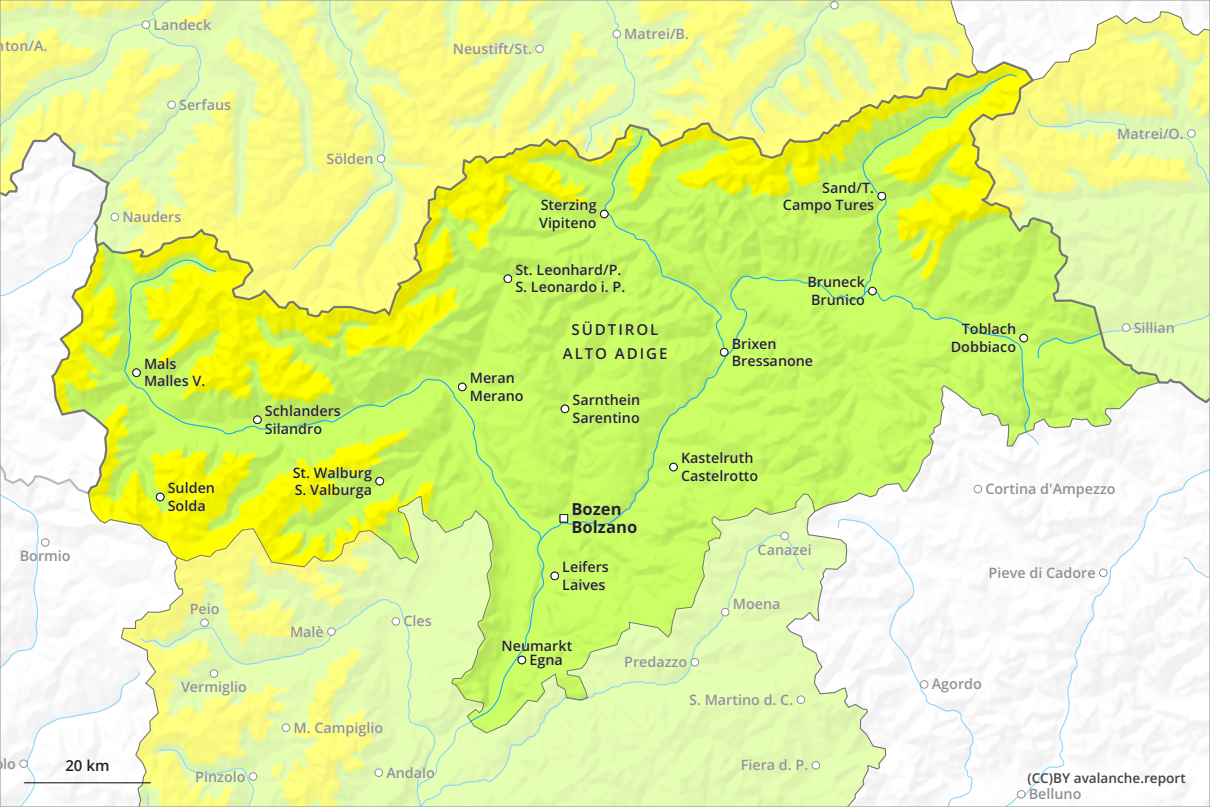 Landeck
nton/A.
Neustift/St.
Matrei/B.
Serfaus
Matrei/O.
Sölden
Sand/T.
Campo Tures
Nauders
Sterzing
Vipiteno
St. Leonhard/P.
S. Leonardo i. P.
Bruneck
Brunico
SÜDTIROL
ALTO ADIGE
Toblach
Dobbiaco
Sillian
Brixen
Bressanone
Mals
Malles V.
Meran
Merano
Schlanders
Silandro
Sarnthein
Sarentino
Kastelruth
Castelrotto
St. Walburg
S. Valburga
Sulden
Solda
Cortina d'Ampezzo
Bozen
Bolzano
Bormio
Canazei
Leifers
Laives
Pieve di Cadore
Peio
Moena
Malè
Cles
Neumarkt
Egna
Predazzo
Vermiglio
Agordo
S. Martino d. C.
M. Campiglio
20 km
olo
Pinzolo
Andalo
Fiera d. P.
(CC)BY avalanche.report
Belluno